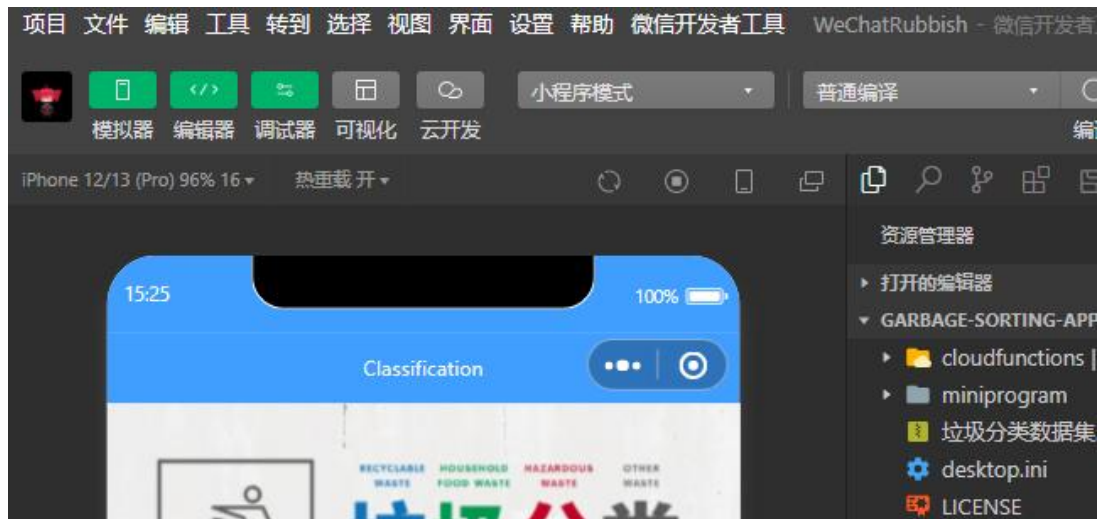 项目 文件 编辑 工具 转到 选择 视图 界面 设置 帮助 微信开发者工具 WeChatRubbish - 微信开发者
小程序模式 普通编译
模拟器 编辑器 调试器 可视化 云开发
iPhone 12/13 (Pro) 96% 16 热重载 开
资源管理器
打开的编辑器
GARBAGE-SORTING-APP
cloudfunctions |
miniprogram
垃圾分类数据集
desktop.ini
LICENSE
15:25 100%
Classification
RECYCLABLE WASTE
HOUSEHOLD FOOD WASTE
HAZARDOUS WASTE
OTHER WASTE
垃圾分类